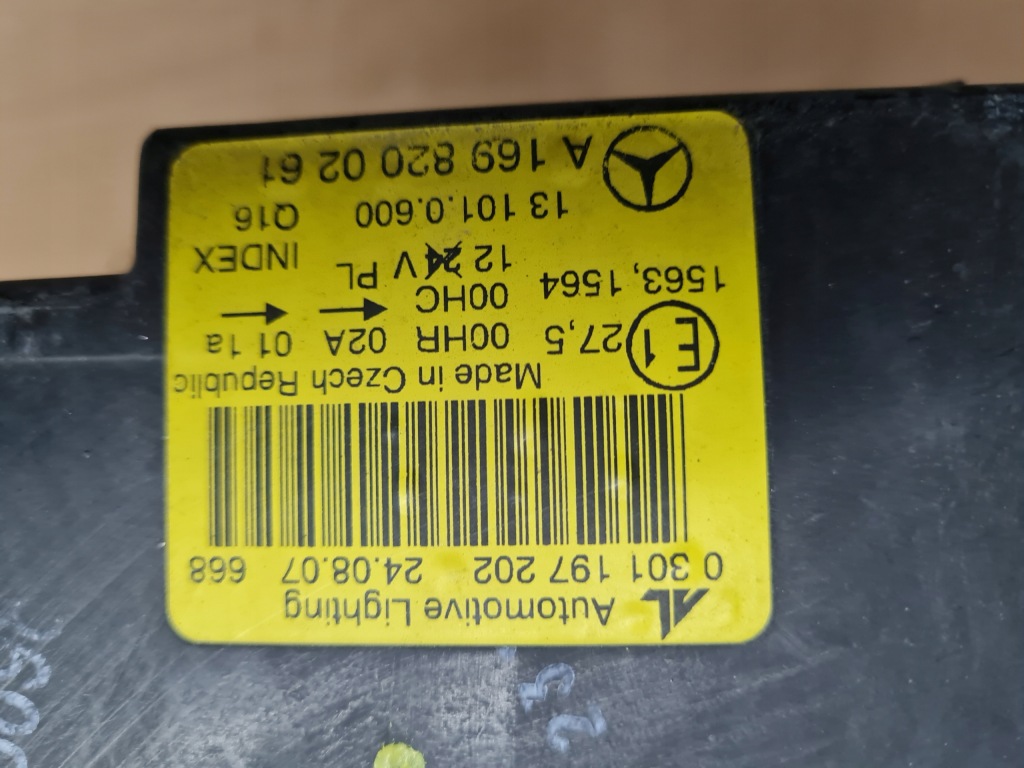 AL Automotive Lighting
0 301 197 202 24.08.07 668
Made in Czech Republic
E1 27,5 00HR 02A 01 1a
00HC → →
1563, 1564 12 24 V PL INDEX
13 101.0.600 Q16
A 169 820 02 61